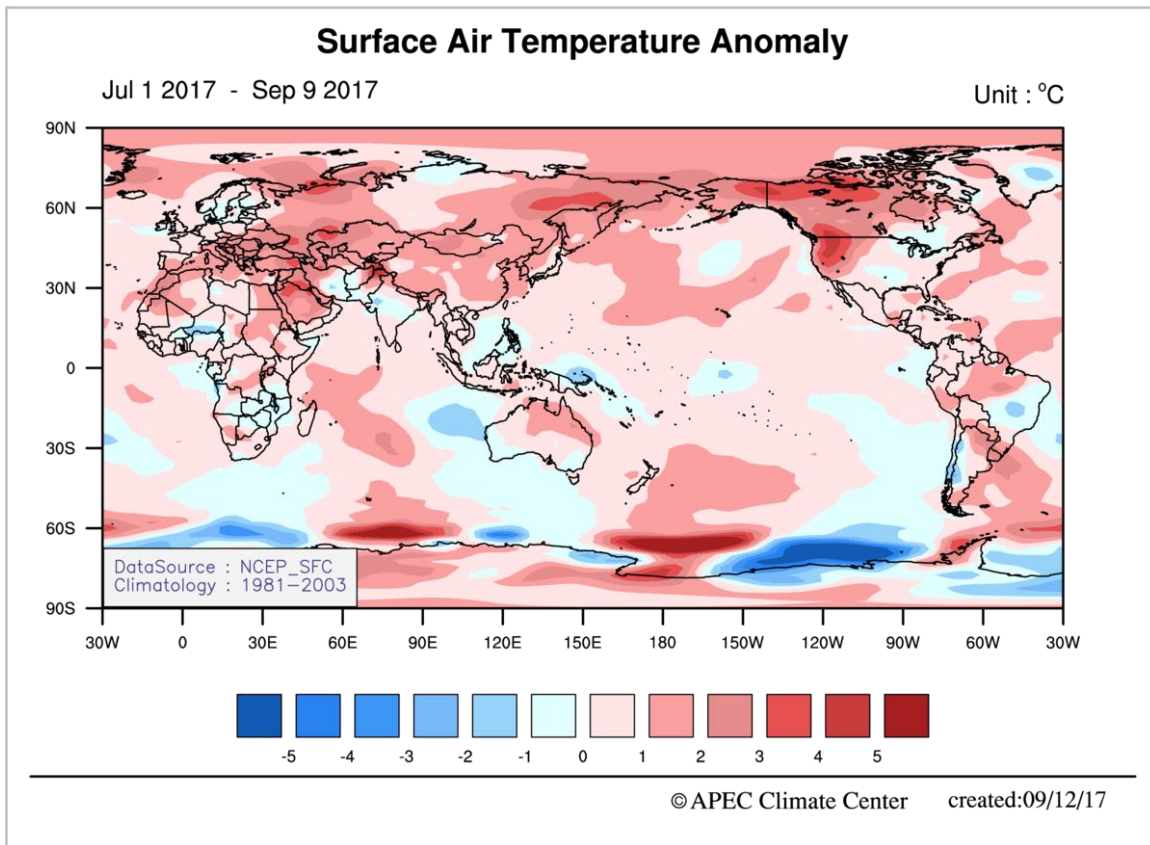 Surface Air Temperature Anomaly
Jul 1 2017 - Sep 9 2017
Unit : °C
90N
60N
30N
0
30S
60S
90S
DataSource : NCEP_SFC
Climatology : 1981-2003
30W 0 30E 60E 90E 120E 150E 180 150W 120W 90W 60W 30W
-5 -4 -3 -2 -1 0 1 2 3 4 5
©APEC Climate Center created:09/12/17